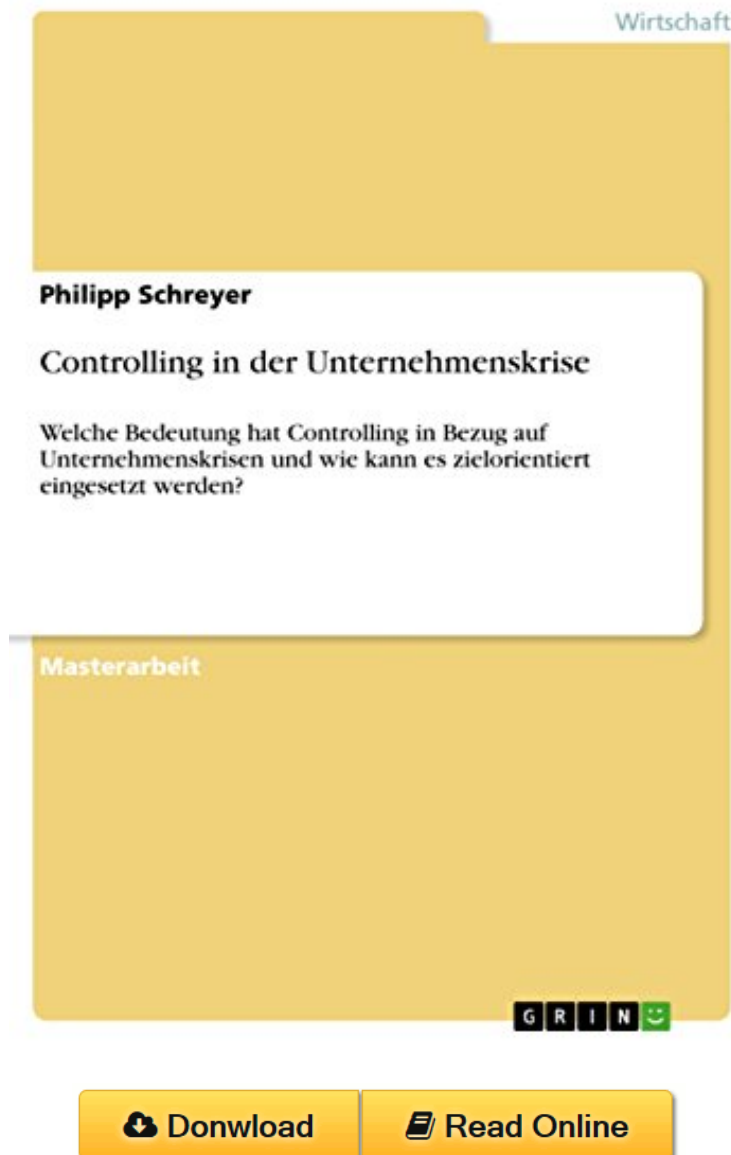 Wirtschaft
Philipp Schreyer
Controlling in der Unternehmenskrise
Welche Bedeutung hat Controlling in Bezug auf
Unternehmenskrisen und wie kann es zielorientiert
eingesetzt werden?
Masterarbeit
GRIN
Donwload
Read Online